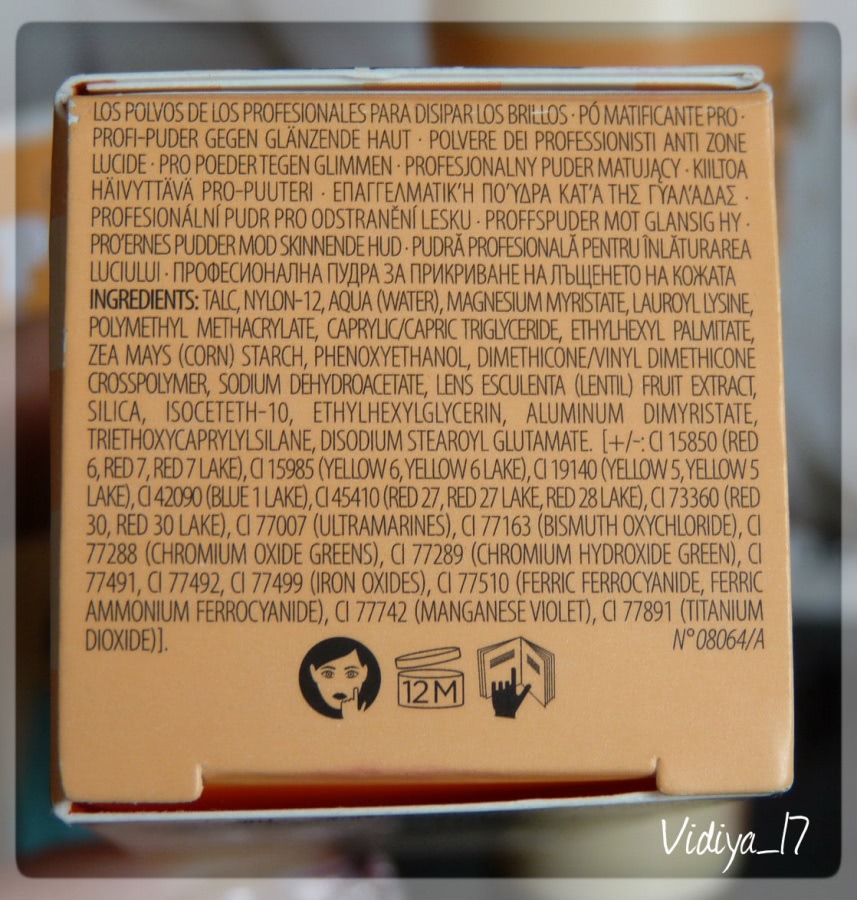 LOS POLVOS DE LOS PROFESIONALES PARA DISIPAR LOS BRILLOS · PÓ MATIFICANTE PRO ·
PROFI-PUDER GEGEN GLÄNZENDE HAUT · POLVERE DEI PROFESSIONISTI ANTI ZONE
LUCIDE · PRO POEDER TEGEN GLIMMEN · PROFESJONALNY PUDER MATUJĄCY · KIILTOA
HÄIVYTTÄVÄ PRO-PUUTERI · ΕΠΑΓΓΕΛΜΑΤΙΚ'Η ΠΟ'ΥΔΡΑ ΚΑΤ'Α ΤΗΣ ΓΥΑΛ'ΑΔΑΣ ·
PROFESIONÁLNÍ PUDR PRO ODSTRANĚNÍ LESKU · PROFFSPUDER MOT GLANSIG HY ·
PRO'ERNES PUDDER MOD SKINNENDE HUD · PUDRĂ PROFESIONALĂ PENTRU ÎNLĂTURAREA
LUCIULUI · ПРОФЕСИОНАЛНА ПУДРА ЗА ПРИКРИВАНЕ НА ЛЪЩЕНЕТО НА КОЖАТА
INGREDIENTS: TALC, NYLON-12, AQUA (WATER), MAGNESIUM MYRISTATE, LAUROYL LYSINE,
POLYMETHYL METHACRYLATE, CAPRYLIC/CAPRIC TRIGLYCERIDE, ETHYLHEXYL PALMITATE,
ZEA MAYS (CORN) STARCH, PHENOXYETHANOL, DIMETHICONE/VINYL DIMETHICONE
CROSSPOLYMER, SODIUM DEHYDROACETATE, LENS ESCULENTA (LENTIL) FRUIT EXTRACT,
SILICA, ISOCETETH-10, ETHYLHEXYLGLYCERIN, ALUMINUM DIMYRISTATE,
TRIETHOXYCAPRYLYLSILANE, DISODIUM STEAROYL GLUTAMATE. [+/-: CI 15850 (RED
6, RED 7, RED 7 LAKE), CI 15985 (YELLOW 6, YELLOW 6 LAKE), CI 19140 (YELLOW 5, YELLOW 5
LAKE), CI 42090 (BLUE 1 LAKE), CI 45410 (RED 27, RED 27 LAKE, RED 28 LAKE), CI 73360 (RED
30, RED 30 LAKE), CI 77007 (ULTRAMARINES), CI 77163 (BISMUTH OXYCHLORIDE), CI
77288 (CHROMIUM OXIDE GREENS), CI 77289 (CHROMIUM HYDROXIDE GREEN), CI
77491, CI 77492, CI 77499 (IRON OXIDES), CI 77510 (FERRIC FERROCYANIDE, FERRIC
AMMONIUM FERROCYANIDE), CI 77742 (MANGANESE VIOLET), CI 77891 (TITANIUM
DIOXIDE)]. N° 08064/A
12 M
Vidiya_17